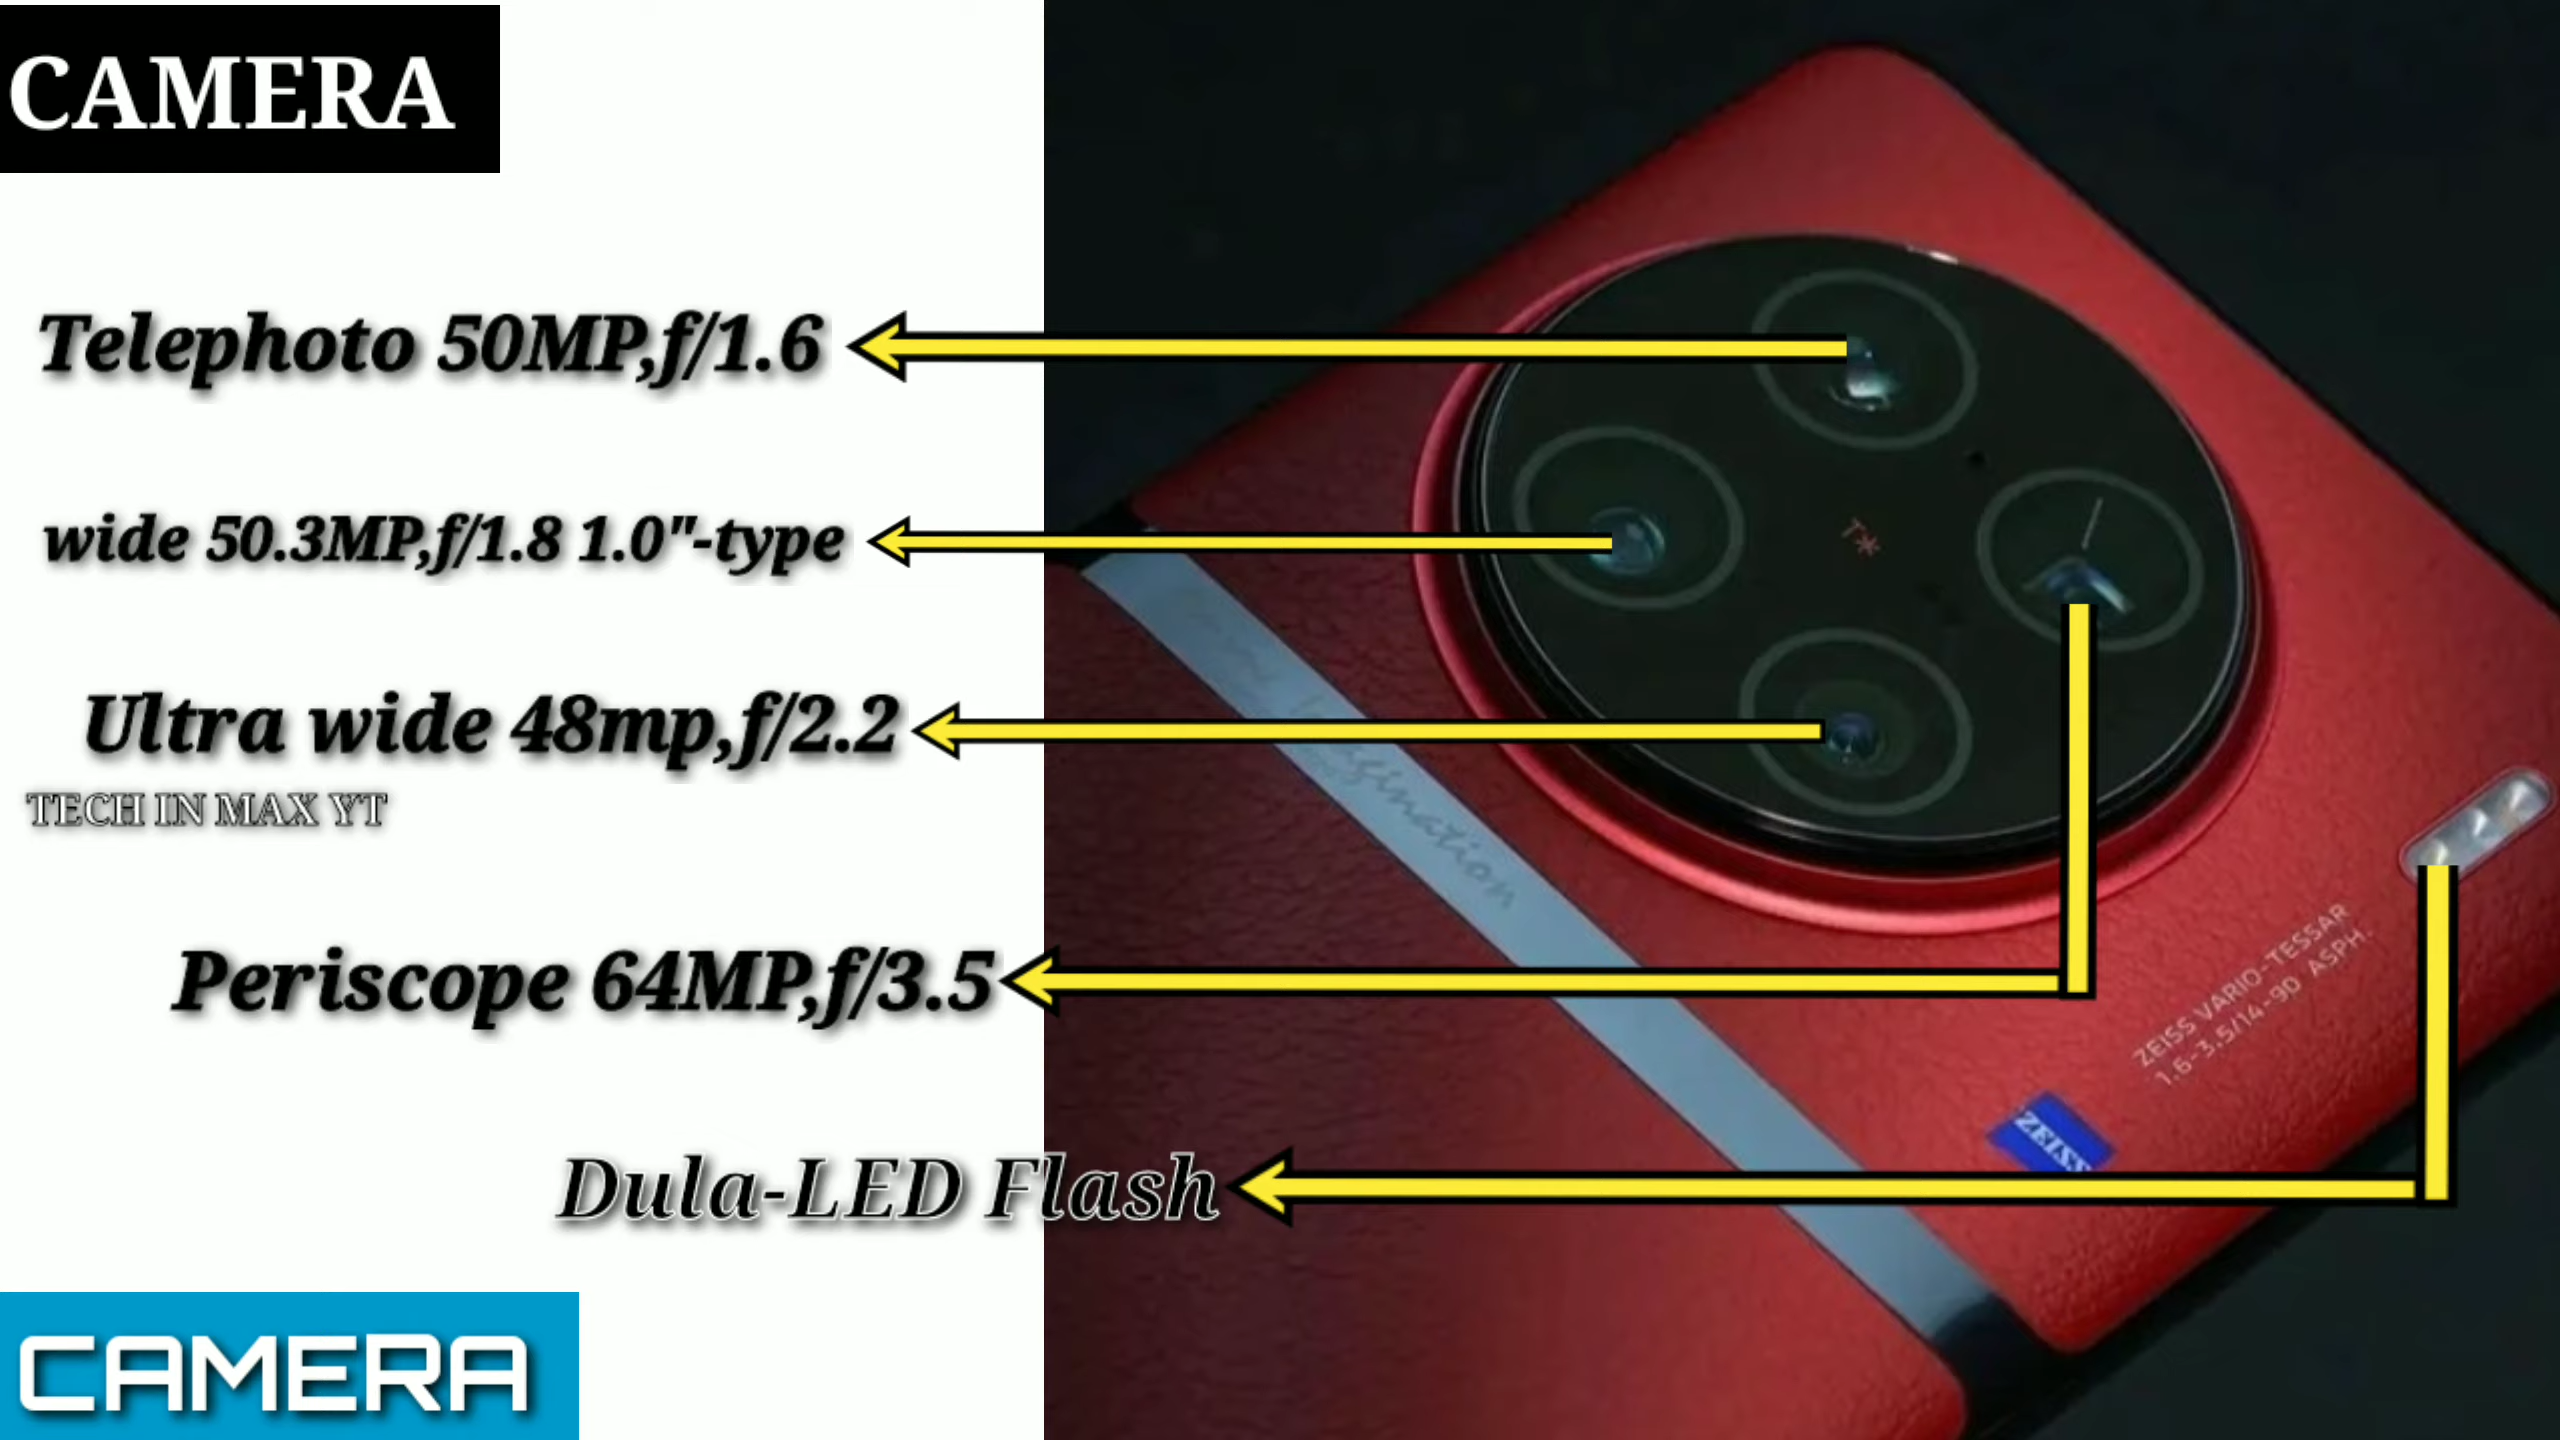 CAMERA
Telephoto 50MP,f/1.6
wide 50.3MP,f/1.8 1.0"-type
Ultra wide 48mp,f/2.2
TECH IN MAX YT
Periscope 64MP,f/3.5
Dula-LED Flash
CAMERA
T*
imagination
ZEISS VARIO-TESSAR
1.6-3.5/14-90 ASPH.
ZEISS